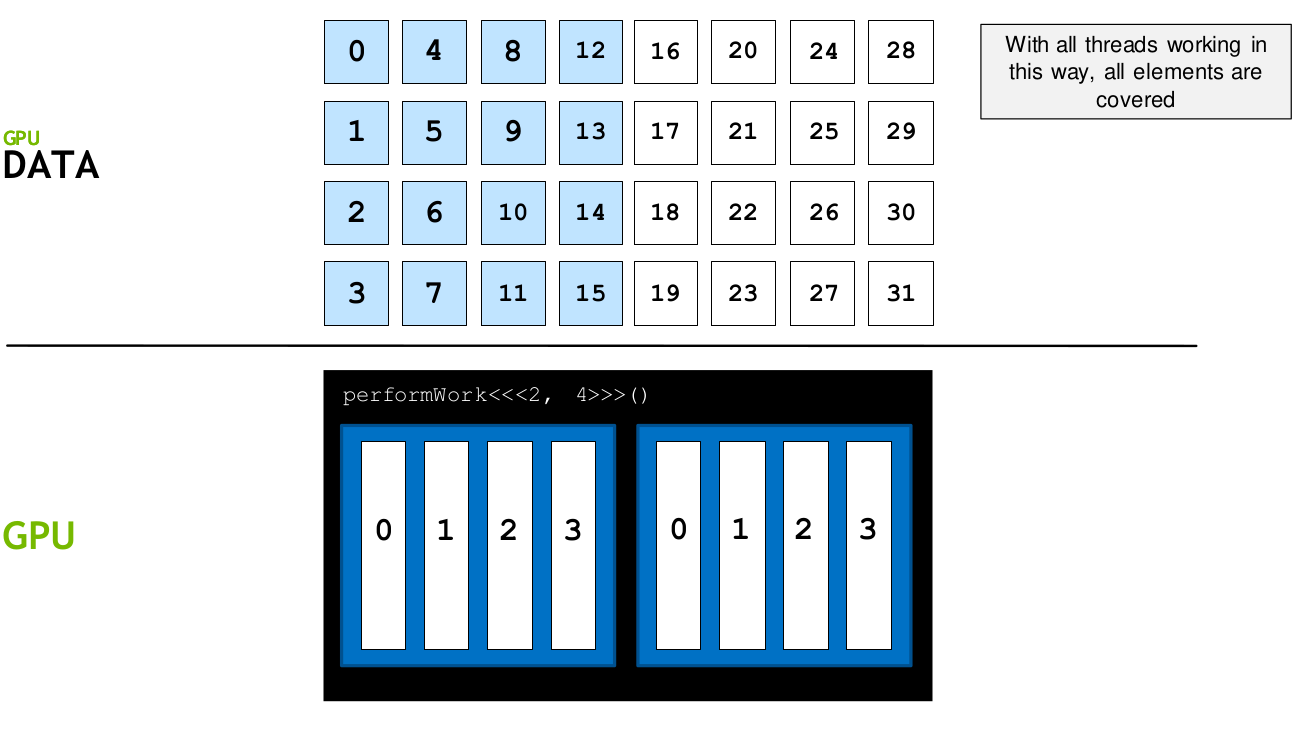 0 4 8 12 16 20 24 28
With all threads working in
this way, all elements are
covered
1 5 9 13 17 21 25 29
GPU
DATA
2 6 10 14 18 22 26 30
3 7 11 15 19 23 27 31
performWork<<<2, 4>>>()
GPU
0 1 2 3 0 1 2 3